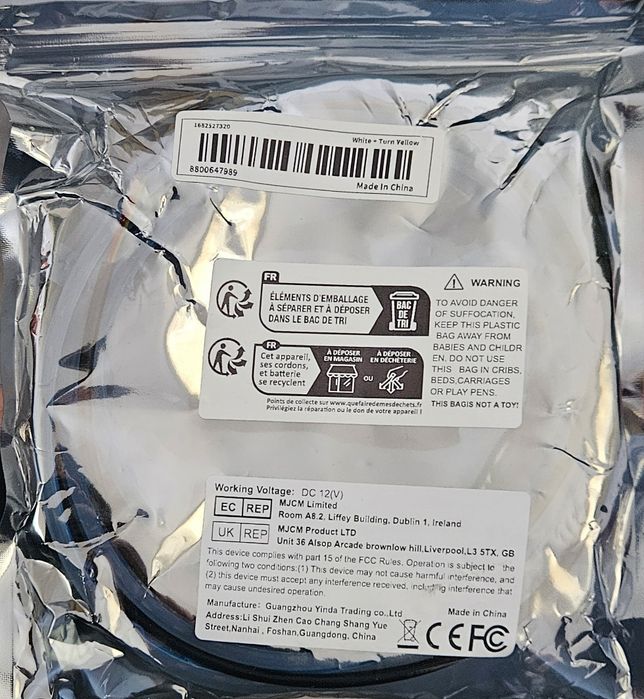 1682527320
White - Turn Yellow
8800647989
Made In China
FR
ÉLÉMENTS D'EMBALLAGE
À SÉPARER ET À DÉPOSER
DANS LE BAC DE TRI
BAC
DE
TRI
FR
Cet appareil,
ses cordons,
et batterie
se recyclent
À DÉPOSER
EN MAGASIN
OU
À DÉPOSER
EN DÉCHÈTERIE
Points de collecte sur www.quefairedemesdechets.fr
Privilégiez la réparation ou le don de votre appareil !
WARNING
TO AVOID DANGER
OF SUFFOCATION,
KEEP THIS PLASTIC
BAG AWAY FROM
BABIES AND CHILDR
EN. DO NOT USE
THIS BAG IN CRIBS,
BEDS,CARRIAGES
OR PLAY PENS.
THIS BAGIS NOT A TOY!
Working Voltage: DC 12(V)
EC REP
MJCM Limited
Room A8.2, Liffey Building, Dublin 1, Ireland
UK REP
MJCM Product LTD
Unit 36 Alsop Arcade brownlow hill,Liverpool,L3 5TX, GB
This device complies with part 15 of the FCC Rules. Operation is subject to the
following two conditions:(1) This device may not cause harmful interference, and
(2) this device must accept any interference received, including interference that
may cause undesired operation.
Manufacture: Guangzhou Yinda Trading co.,Ltd
Made in China
Address:Li Shui Zhen Cao Chang Shang Yue
Street,Nanhai , Foshan,Guangdong, China
CE FC